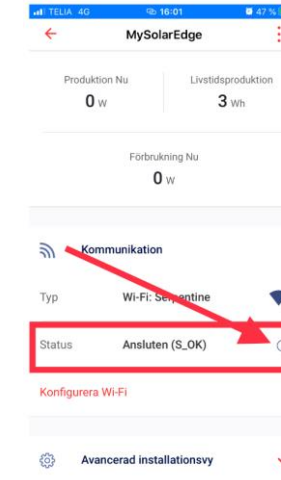 TELIA 4G 16:01 47 %
MySolarEdge
Produktion Nu Livstidsproduktion
0 W 3 Wh
Förbrukning Nu
0 W
Kommunikation
Typ Wi-Fi: Serpentine
Status Ansluten (S_OK)
Konfigurera Wi-Fi
Avancerad installationsvy